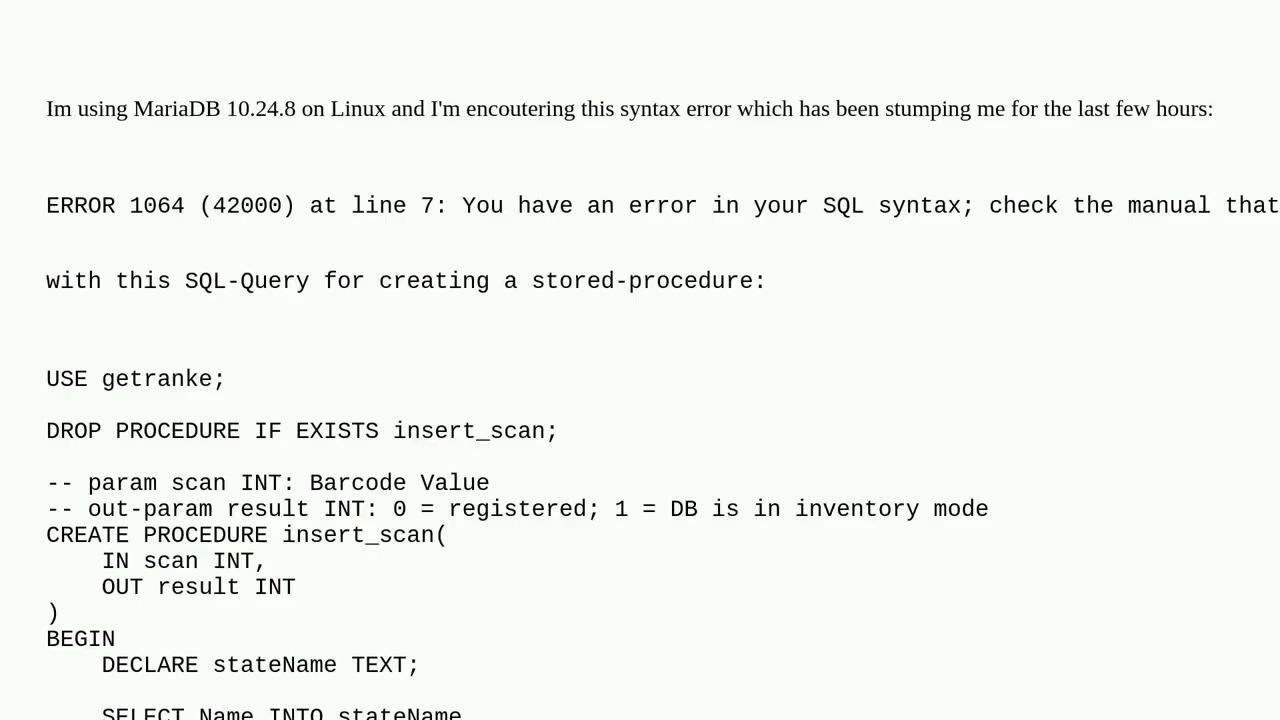 Im using MariaDB 10.24.8 on Linux and I'm encoutering this syntax error which has been stumping me for the last few hours:
ERROR 1064 (42000) at line 7: You have an error in your SQL syntax; check the manual that
with this SQL-Query for creating a stored-procedure:
USE getranke;
DROP PROCEDURE IF EXISTS insert_scan;
-- param scan INT: Barcode Value
-- out-param result INT: 0 = registered; 1 = DB is in inventory mode
CREATE PROCEDURE insert_scan(
    IN scan INT,
    OUT result INT
)
BEGIN
    DECLARE stateName TEXT;
    SELECT Name INTO stateName